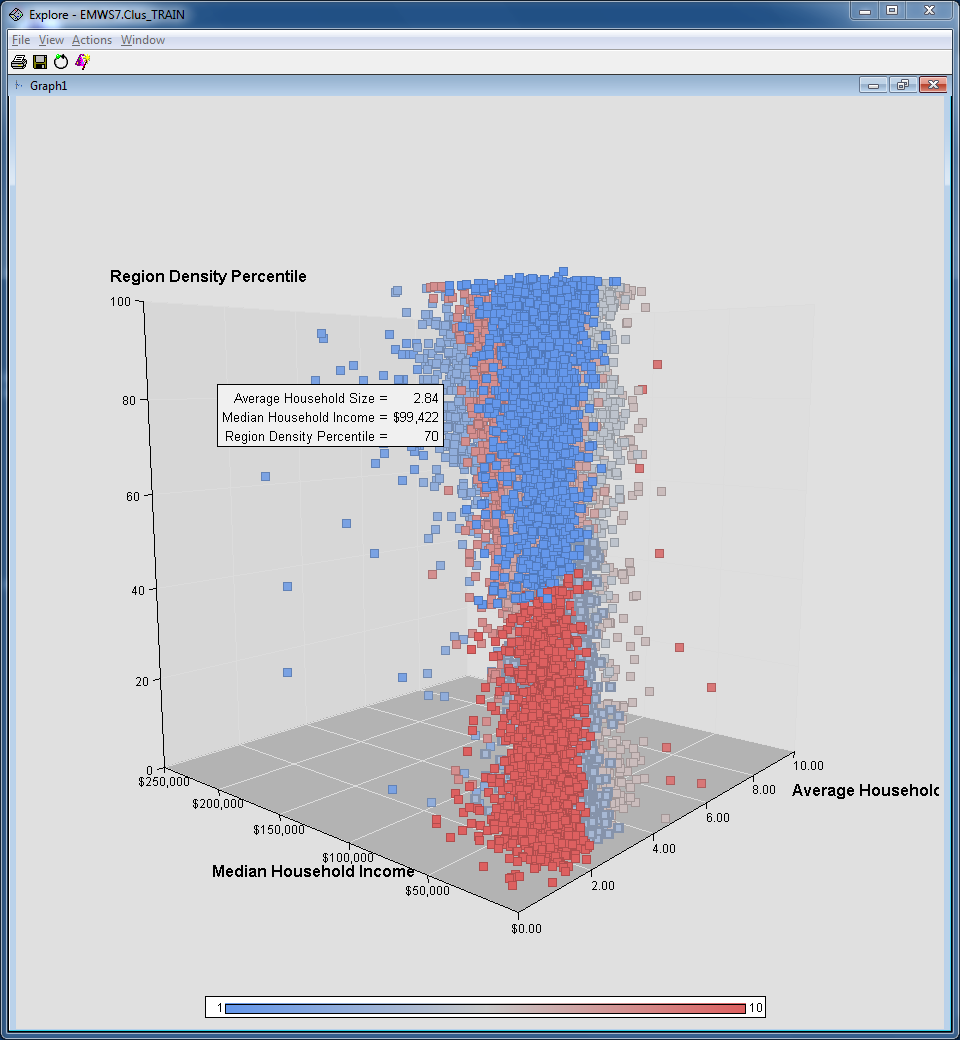 Explore - EMWS7.Clus_TRAIN
File View Actions Window
Graph1
Region Density Percentile
100
80
60
40
20
0
Average Household Size = 2.84
Median Household Income = $99,422
Region Density Percentile = 70
$250,000
$200,000
$150,000
$100,000
$50,000
$0.00
Median Household Income
10.00
8.00
6.00
4.00
2.00
Average Household
1 10